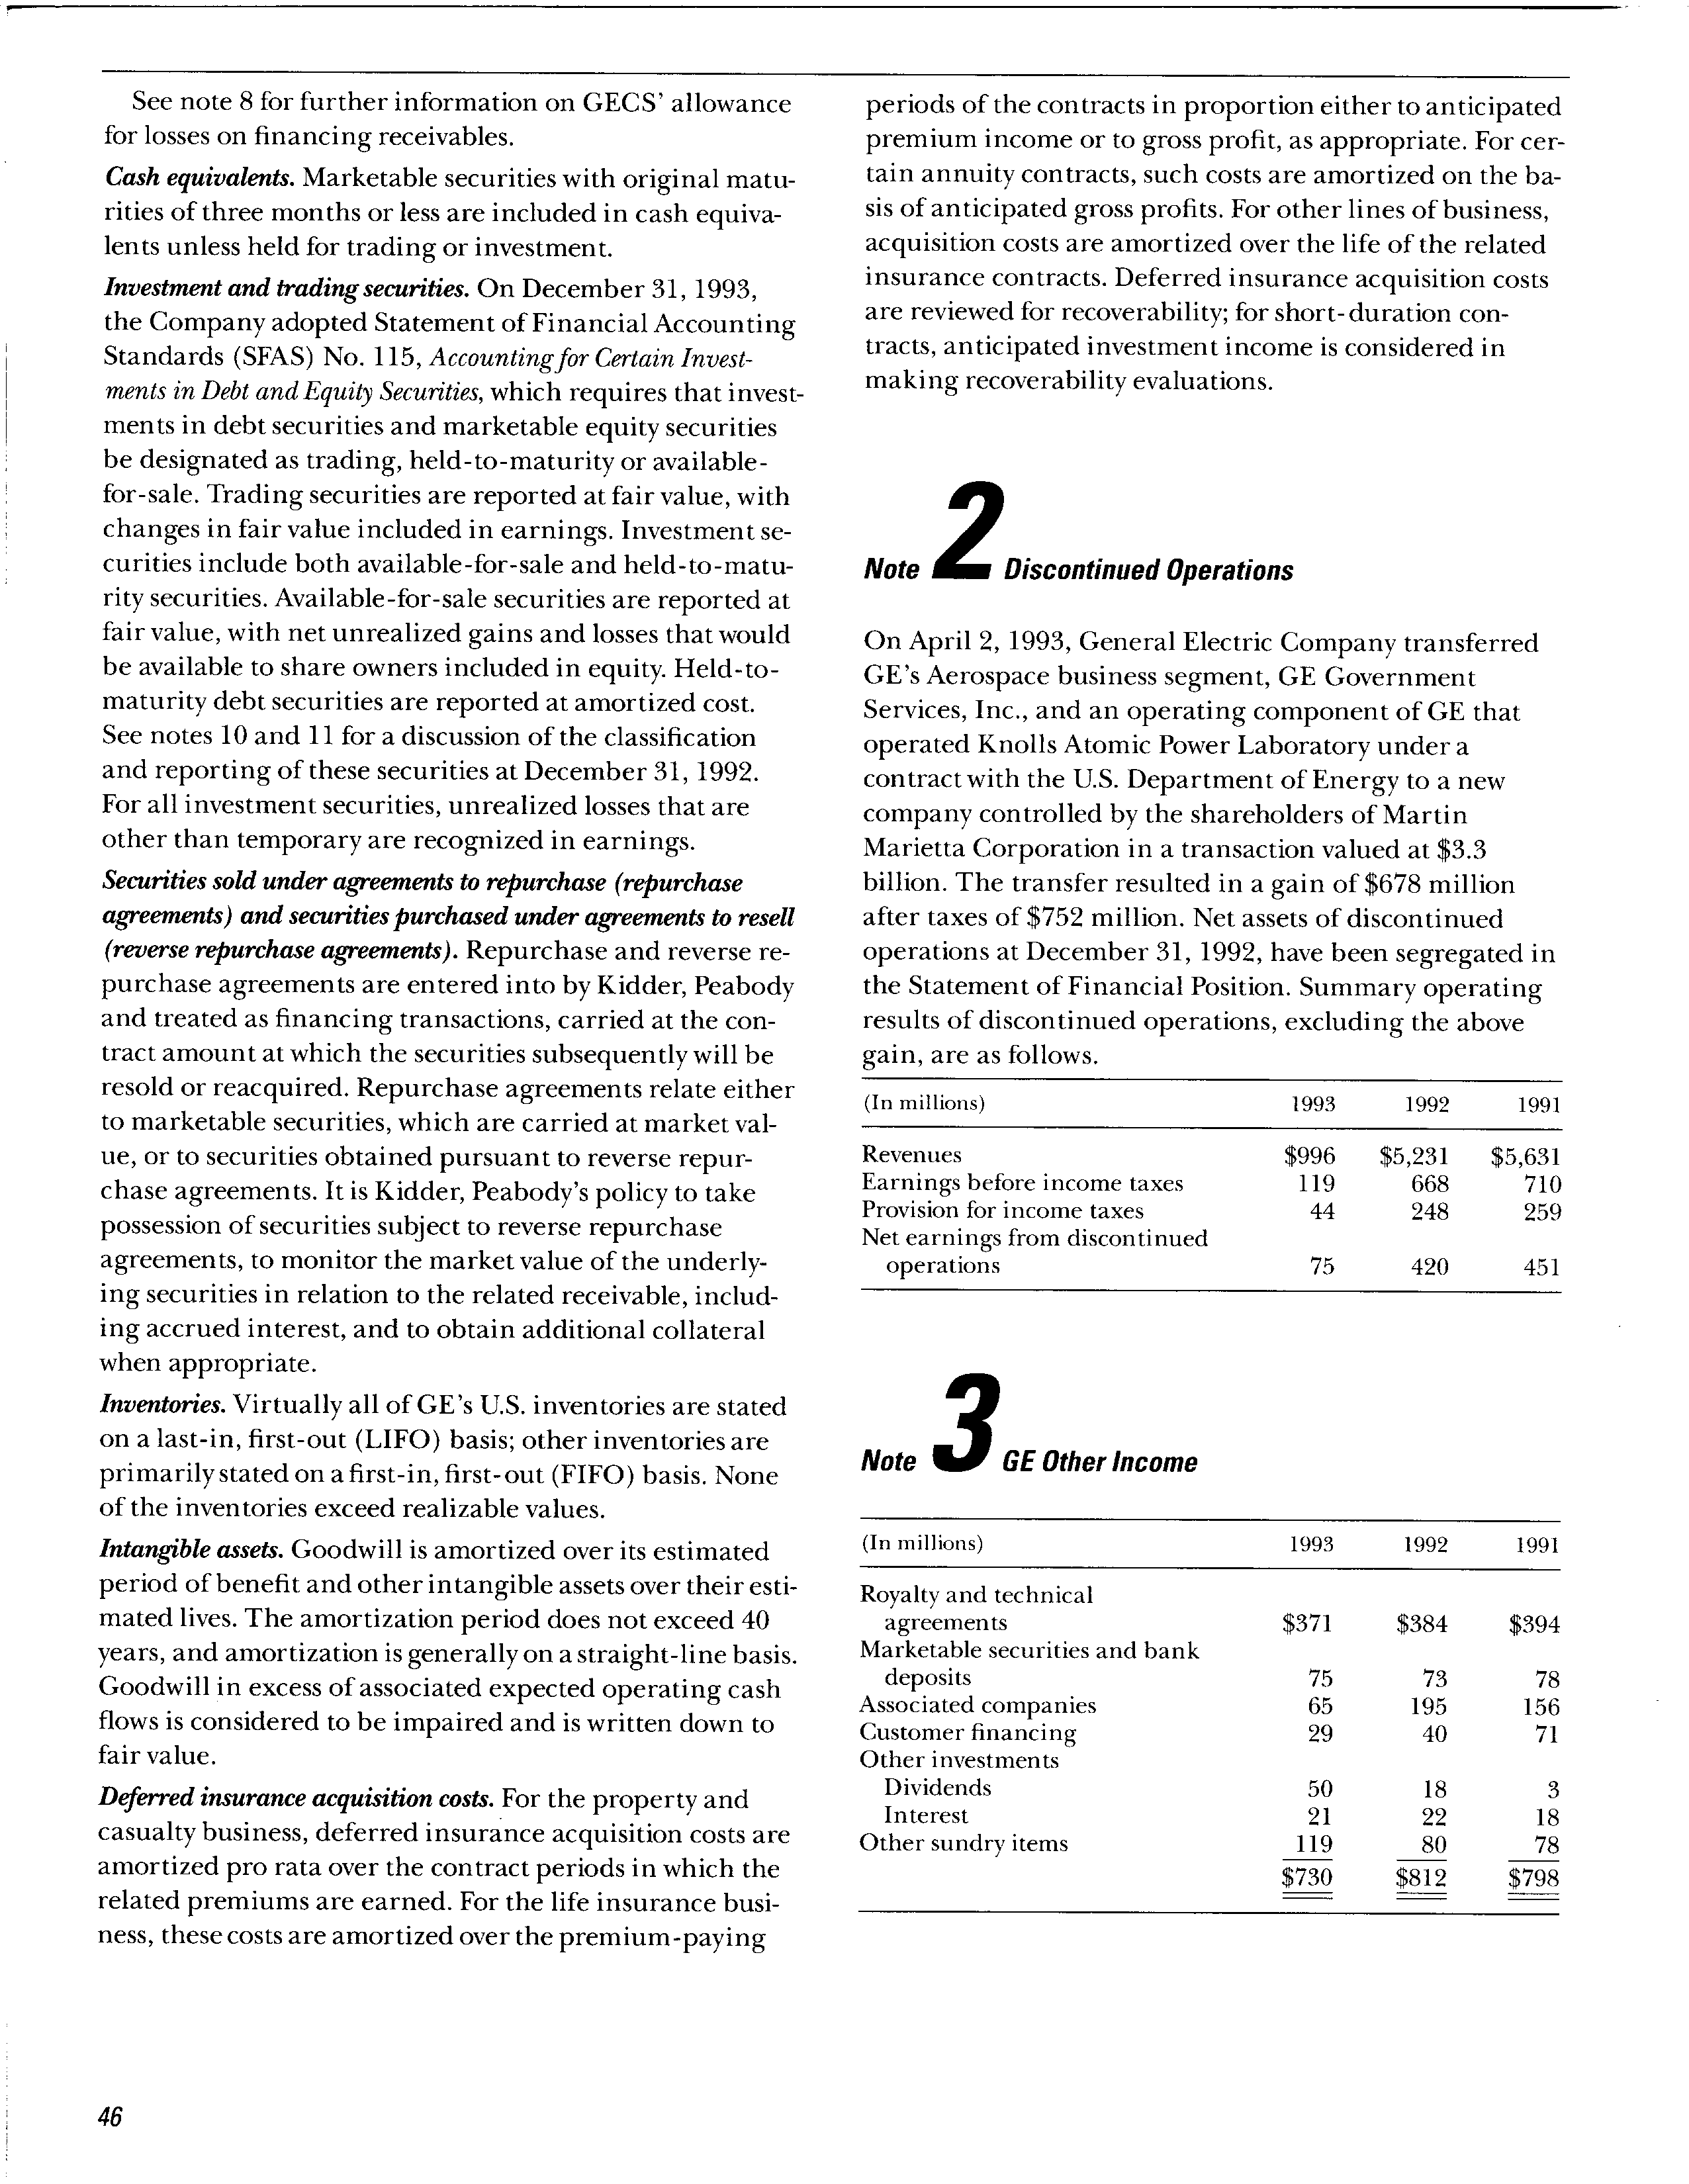 See note 8 for further information on GECS’ allowance
for losses on financing receivables.
Cash equivalents. Marketable securities with original matu-
rities of three months or less are included in cash equiva-
lents unless held for trading or investment.
Investment and trading securities. On December 31, 1993,
the Company adopted Statement of Financial Accounting
Standards (SFAS) No. 115, Accounting for Certain Invest-
ments in Debt and Equity Securities, which requires that invest-
ments in debt securities and marketable equity securities
be designated as trading, held-to-maturity or available-
for-sale. Trading securities are reported at fair value, with
changes in fair value included in earnings. Investment se-
curities include both available-for-sale and held-to-matu-
rity securities. Available-for-sale securities are reported at
fair value, with net unrealized gains and losses that would
be available to share owners included in equity. Held-to-
maturity debt securities are reported at amortized cost.
See notes 10 and 11 for a discussion of the classification
and reporting of these securities at December 31, 1992.
For all investment securities, unrealized losses that are
other than temporary are recognized in earnings.
Securities sold under agreements to repurchase (repurchase
agreements) and securities purchased under agreements to resell
(reverse repurchase agreements). Repurchase and reverse re-
purchase agreements are entered into by Kidder, Peabody
and treated as financing transactions, carried at the con-
tract amount at which the securities subsequently will be
resold or reacquired. Repurchase agreements relate either
to marketable securities, which are carried at market val-
ue, or to securities obtained pursuant to reverse repur-
chase agreements. It is Kidder, Peabody’s policy to take
possession of securities subject to reverse repurchase
agreements, to monitor the market value of the underly-
ing securities in relation to the related receivable, includ-
ing accrued interest, and to obtain additional collateral
when appropriate.
Inventories. Virtually all of GE’s U.S. inventories are stated
on a last-in, first-out (LIFO) basis; other inventories are
primarily stated on a first-in, first-out (FIFO) basis. None
of the inventories exceed realizable values.
Intangible assets. Goodwill is amortized over its estimated
period of benefit and other intangible assets over their esti-
mated lives. The amortization period does not exceed 40
years, and amortization is generally on a straight-line basis.
Goodwill in excess of associated expected operating cash
flows is considered to be impaired and is written down to
fair value.
Deferred insurance acquisition costs. For the property and
casualty business, deferred insurance acquisition costs are
amortized pro rata over the contract periods in which the
related premiums are earned. For the life insurance busi-
ness, these costs are amortized over the premium-paying
periods of the contracts in proportion either to anticipated
premium income or to gross profit, as appropriate. For cer-
tain annuity contracts, such costs are amortized on the ba-
sis of anticipated gross profits. For other lines of business,
acquisition costs are amortized over the life of the related
insurance contracts. Deferred insurance acquisition costs
are reviewed for recoverability; for short-duration con-
tracts, anticipated investment income is considered in
making recoverability evaluations.
Note 2 Discontinued Operations
On April 2, 1993, General Electric Company transferred
GE’s Aerospace business segment, GE Government
Services, Inc., and an operating component of GE that
operated Knolls Atomic Power Laboratory under a
contract with the U.S. Department of Energy to a new
company controlled by the shareholders of Martin
Marietta Corporation in a transaction valued at $3.3
billion. The transfer resulted in a gain of $678 million
after taxes of $752 million. Net assets of discontinued
operations at December 31, 1992, have been segregated in
the Statement of Financial Position. Summary operating
results of discontinued operations, excluding the above
gain, are as follows.
(In millions) 1993 1992 1991
Revenues $996 $5,231 $5,631
Earnings before income taxes 119 668 710
Provision for income taxes 44 248 259
Net earnings from discontinued
operations 75 420 451
Note 3 GE Other Income
(In millions) 1993 1992 1991
Royalty and technical
agreements $371 $384 $394
Marketable securities and bank
deposits 75 73 78
Associated companies 65 195 156
Customer financing 29 40 71
Other investments
Dividends 50 18 3
Interest 21 22 18
Other sundry items 119 80 78
$730 $812 $798
46